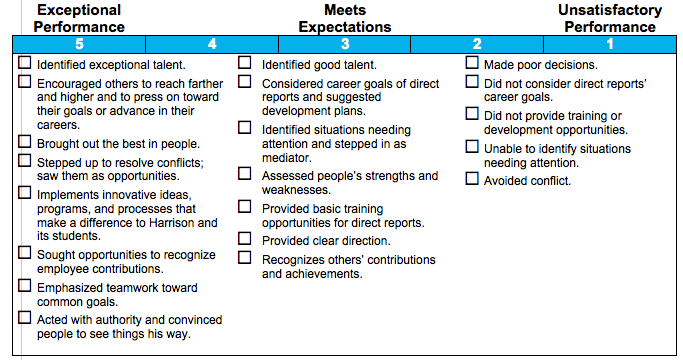 Exceptional
Performance
Meets
Expectations
Unsatisfactory
Performance
5 4 3 2 1
Identified exceptional talent.
Encouraged others to reach farther
and higher and to press on toward
their goals or advance in their
careers.
Brought out the best in people.
Stepped up to resolve conflicts;
saw them as opportunities.
Implements innovative ideas,
programs, and processes that
make a difference to Harrison and
its students.
Sought opportunities to recognize
employee contributions.
Emphasized teamwork toward
common goals.
Acted with authority and convinced
people to see things his way.
Identified good talent.
Considered career goals of direct
reports and suggested
development plans.
Identified situations needing
attention and stepped in as
mediator.
Assessed people's strengths and
weaknesses.
Provided basic training
opportunities for direct reports.
Provided clear direction.
Recognizes others' contributions
and achievements.
Made poor decisions.
Did not consider direct reports'
career goals.
Did not provide training or
development opportunities.
Unable to identify situations
needing attention.
Avoided conflict.